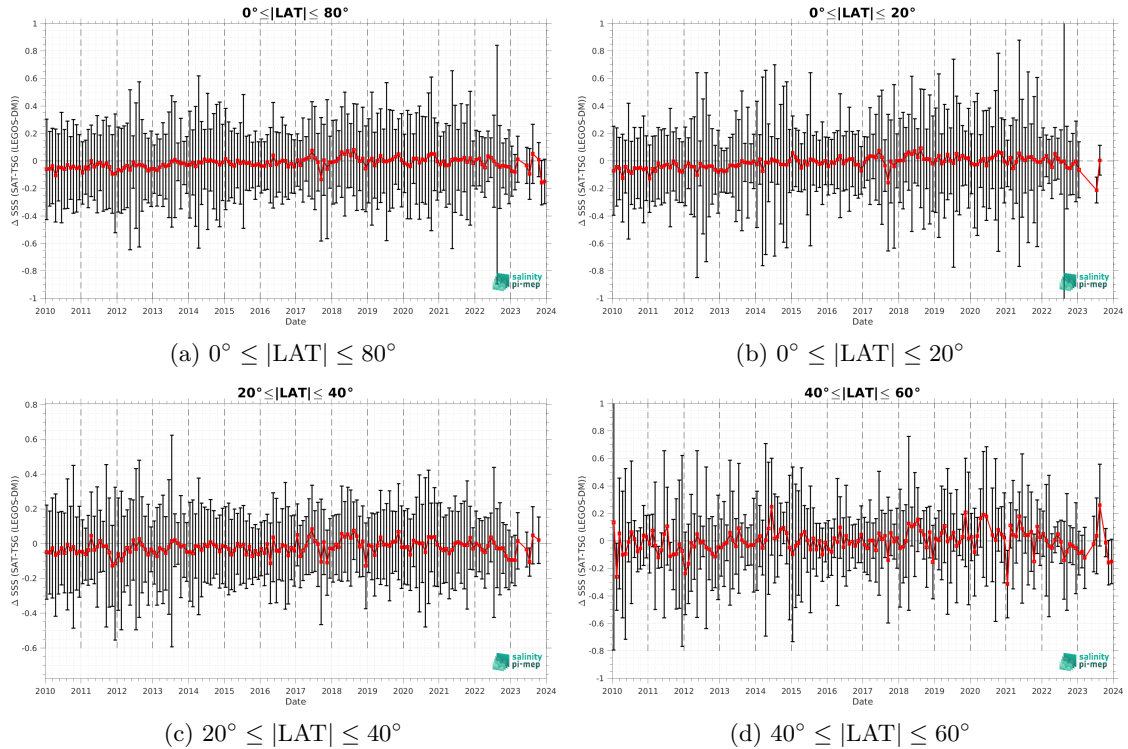 0°≤|LAT|≤ 80°
Δ SSS (SAT-TSG (LEGOS-DM))
1
0.8
0.6
0.4
0.2
0
-0.2
-0.4
-0.6
-0.8
-1
2010 2011 2012 2013 2014 2015 2016 2017 2018 2019 2020 2021 2022 2023 2024
Date
salinity
pi-mep
(a) 0° ≤ |LAT| ≤ 80°
0°≤|LAT|≤ 20°
Δ SSS (SAT-TSG (LEGOS-DM))
1
0.8
0.6
0.4
0.2
0
-0.2
-0.4
-0.6
-0.8
-1
2010 2011 2012 2013 2014 2015 2016 2017 2018 2019 2020 2021 2022 2023 2024
Date
salinity
pi-mep
(b) 0° ≤ |LAT| ≤ 20°
20°≤|LAT|≤ 40°
Δ SSS (SAT-TSG (LEGOS-DM))
0.8
0.6
0.4
0.2
0
-0.2
-0.4
-0.6
2010 2011 2012 2013 2014 2015 2016 2017 2018 2019 2020 2021 2022 2023 2024
Date
salinity
pi-mep
(c) 20° ≤ |LAT| ≤ 40°
40°≤|LAT|≤ 60°
Δ SSS (SAT-TSG (LEGOS-DM))
1
0.8
0.6
0.4
0.2
0
-0.2
-0.4
-0.6
-0.8
-1
2010 2011 2012 2013 2014 2015 2016 2017 2018 2019 2020 2021 2022 2023 2024
Date
salinity
pi-mep
(d) 40° ≤ |LAT| ≤ 60°